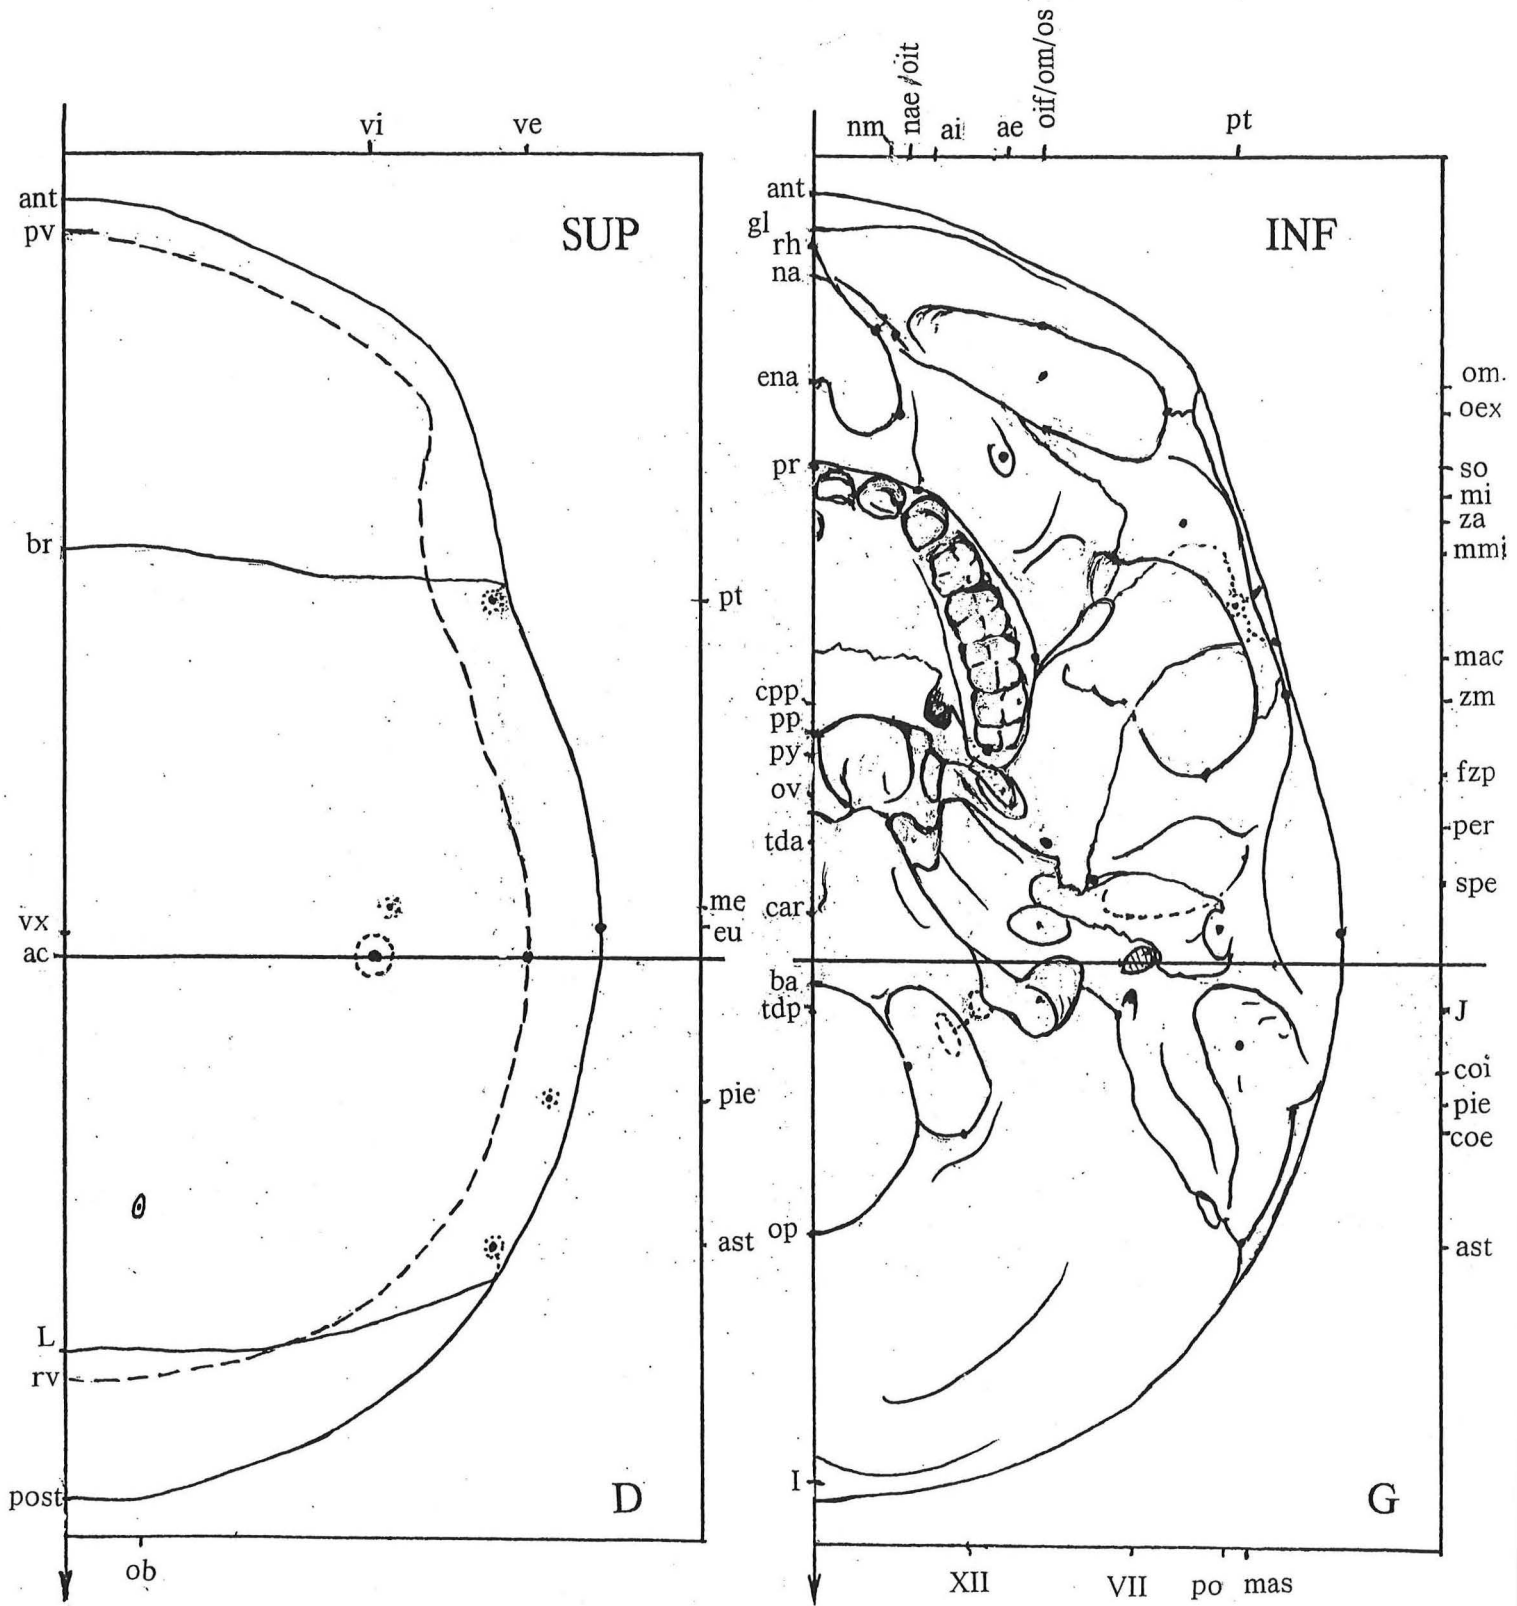 vi ve
ant
pv
SUP
br
pt
me
vx
eu
ac
pie
ast
L
rv
post
D
ob
nm nae/oit ai ae oif/om/os pt
ant
gl
rh
na
INF
ena
om.
oex
pr
so
mi
za
mmi
mac
cpp
zm
pp
py
fzp
ov
per
tda
spe
car
ba
tdp
J
coi
pie
coe
op
ast
I
G
XII VII po mas